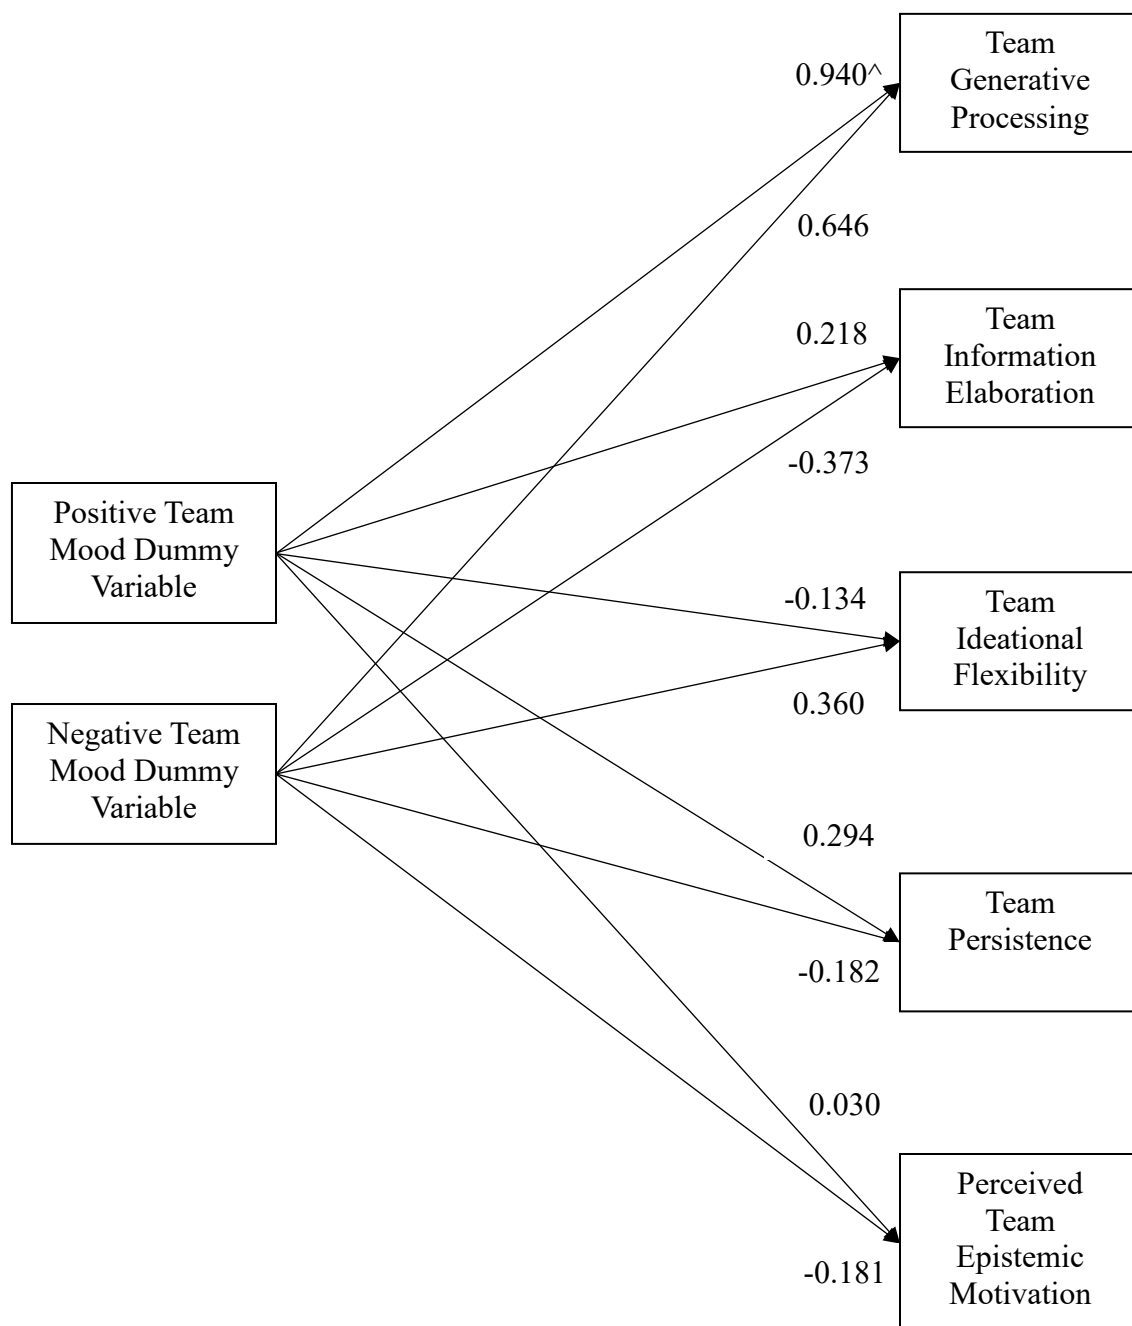 Team
Generative
Processing
0.940^
0.646
Team
Information
Elaboration
0.218
-0.373
Positive Team
Mood Dummy
Variable
Team
Ideational
Flexibility
-0.134
0.360
Negative Team
Mood Dummy
Variable
0.294
Team
Persistence
-0.182
0.030
Perceived
Team
Epistemic
Motivation
-0.181